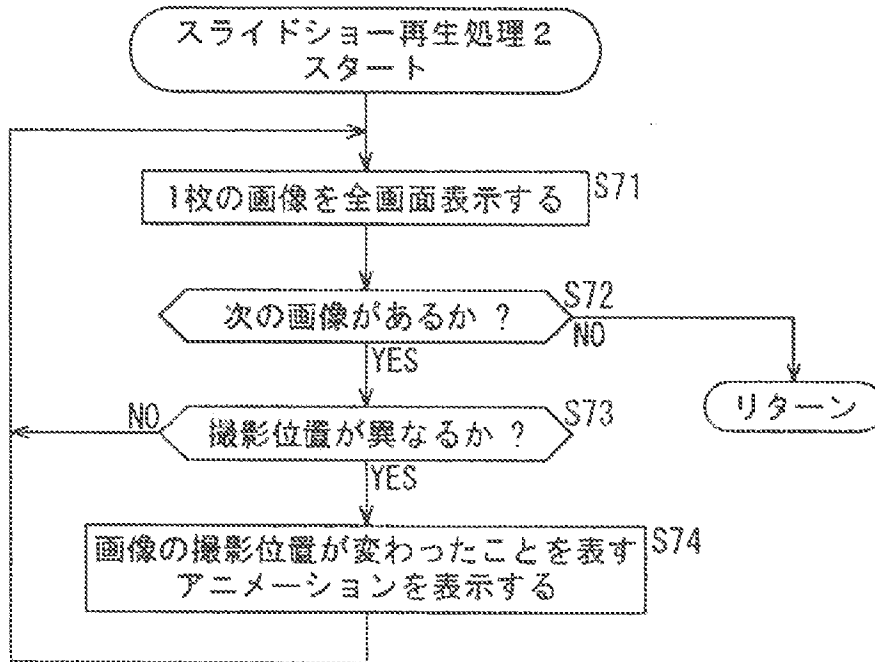 スライドショー再生処理2
スタート
1枚の画像を全画面表示する
S71
次の画像があるか ?
S72
NO
YES
リターン
撮影位置が異なるか ?
S73
NO
YES
画像の撮影位置が変わったことを表す
アニメーションを表示する
S74